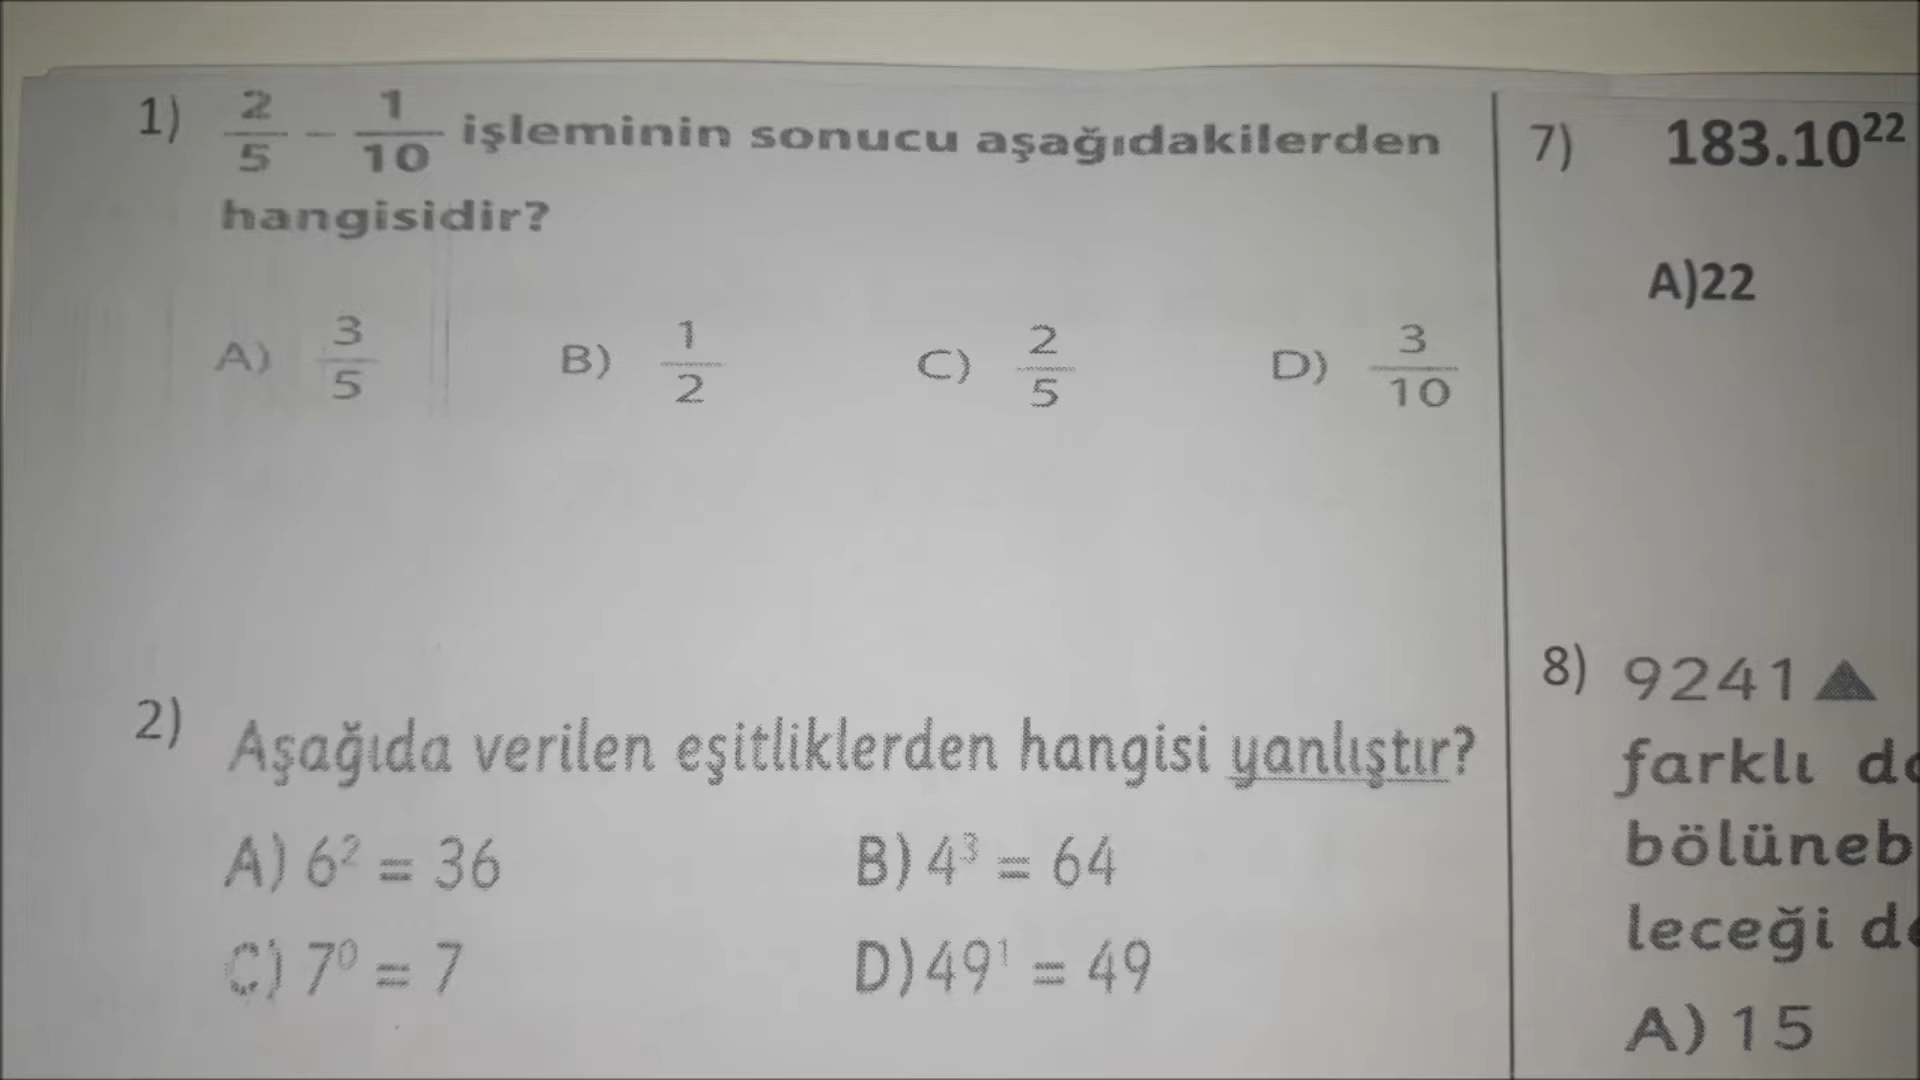 1) 2/5 − 1/10 işleminin sonucu aşağıdakilerden
hangisidir?
A) 3/5 B) 1/2 C) 2/5 D) 3/10
2) Aşağıda verilen eşitliklerden hangisi yanlıştır?
A) 6² = 36 B) 4³ = 64
C) 7⁰ = 7 D) 49¹ = 49
7) 183.10²²
A)22
8) 9241▲
farklı
bölüneb
leceği
A) 15